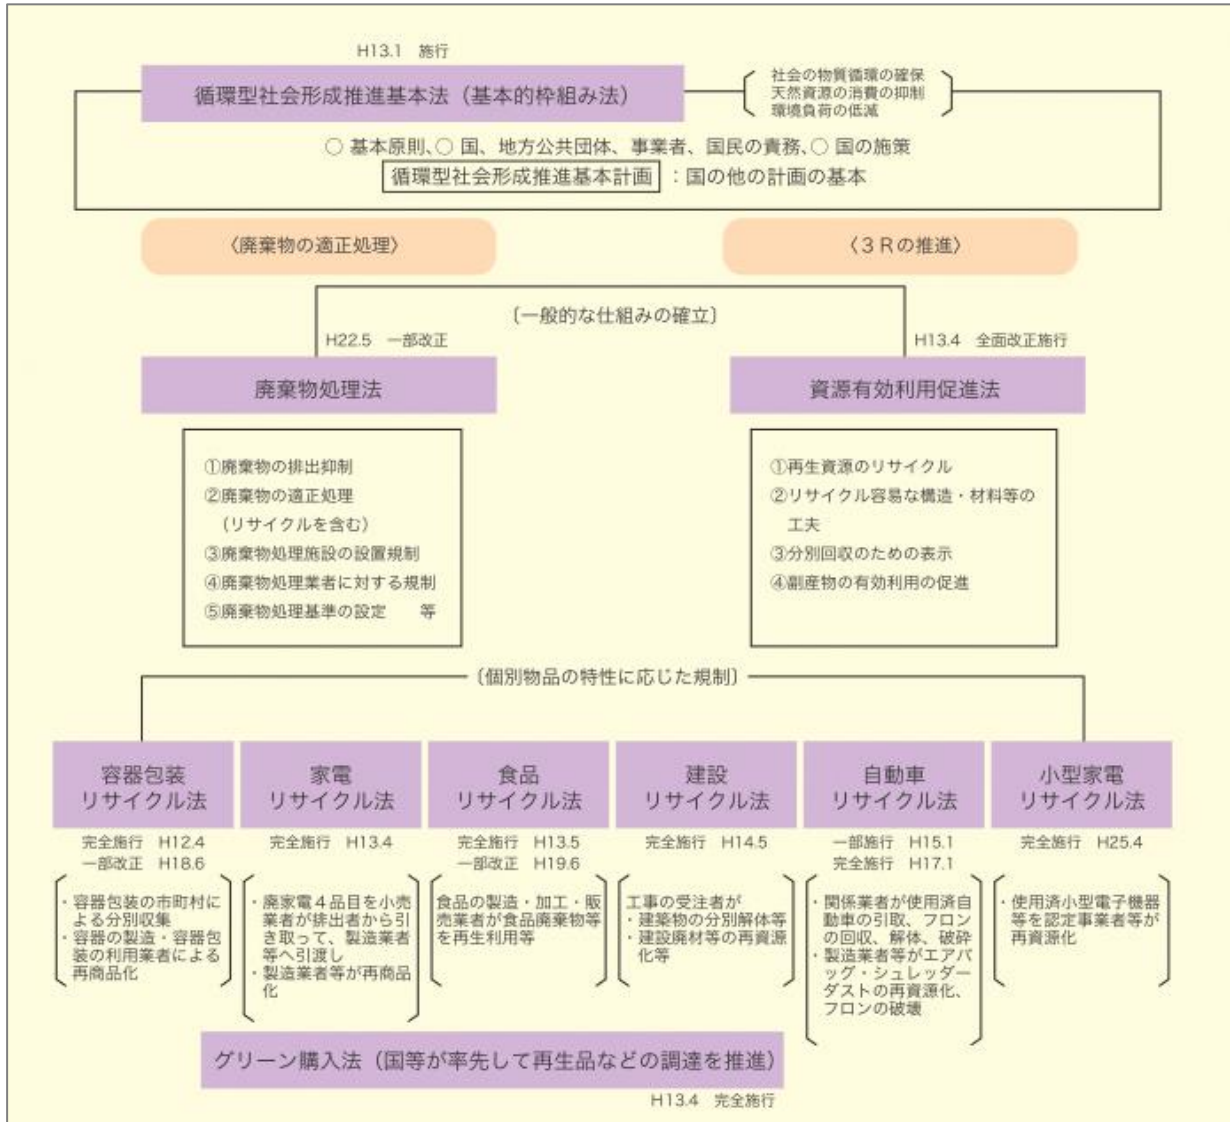 H13.1 施行
循環型社会形成推進基本法（基本的枠組み法）
社会の物質循環の確保
天然資源の消費の抑制
環境負荷の低減
○ 基本原則、○ 国、地方公共団体、事業者、国民の責務、○ 国の施策
循環型社会形成推進基本計画 ：国の他の計画の基本
〈廃棄物の適正処理〉
〈３Ｒの推進〉
〔一般的な仕組みの確立〕
H22.5 一部改正
廃棄物処理法
①廃棄物の排出抑制
②廃棄物の適正処理
（リサイクルを含む）
③廃棄物処理施設の設置規制
④廃棄物処理業者に対する規制
⑤廃棄物処理基準の設定　等
H13.4 全面改正施行
資源有効利用促進法
①再生資源のリサイクル
②リサイクル容易な構造・材料等の
工夫
③分別回収のための表示
④副産物の有効利用の促進
〔個別物品の特性に応じた規制〕
容器包装
リサイクル法
完全施行 H12.4
一部改正 H18.6
・容器包装の市町村
による分別収集
・容器の製造・容器包
装の利用業者による
再商品化
家電
リサイクル法
完全施行 H13.4
・廃家電４品目を小売
業者が排出者から引
き取って、製造業者
等へ引渡し
・製造業者等が再商品
化
食品
リサイクル法
完全施行 H13.5
一部改正 H19.6
食品の製造・加工・販
売業者が食品廃棄物等
を再生利用等
建設
リサイクル法
完全施行 H14.5
工事の受注者が
・建築物の分別解体等
・建設廃材等の再資源
化等
自動車
リサイクル法
一部施行 H15.1
完全施行 H17.1
・関係業者が使用済自
動車の引取、フロン
の回収、解体、破砕
・製造業者等がエアバ
ッグ・シュレッダー
ダストの再資源化、
フロンの破壊
小型家電
リサイクル法
完全施行 H25.4
・使用済小型電子機器
等を認定事業者等が
再資源化
グリーン購入法（国等が率先して再生品などの調達を推進）
H13.4 完全施行